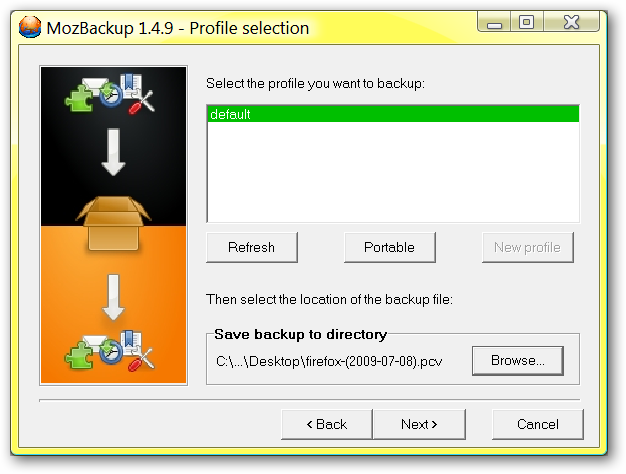 MozBackup 1.4.9 - Profile selection
Select the profile you want to backup:
default
Refresh
Portable
New profile
Then select the location of the backup file:
Save backup to directory
C:\...\Desktop\firefox-(2009-07-08).pcv
Browse...
< Back
Next >
Cancel